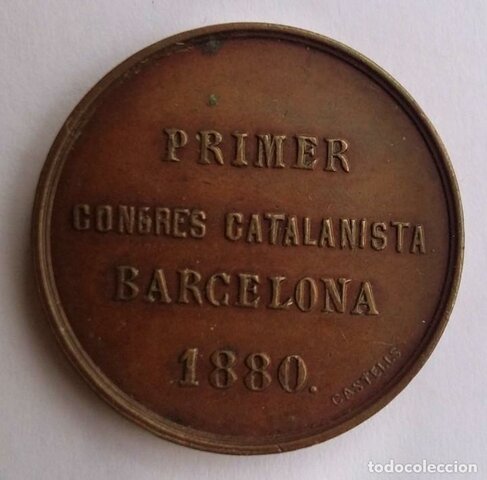 PRIMER
CONGRES CATALANISTA
BARCELONA
1880.
CASTELLS
todocoleccion